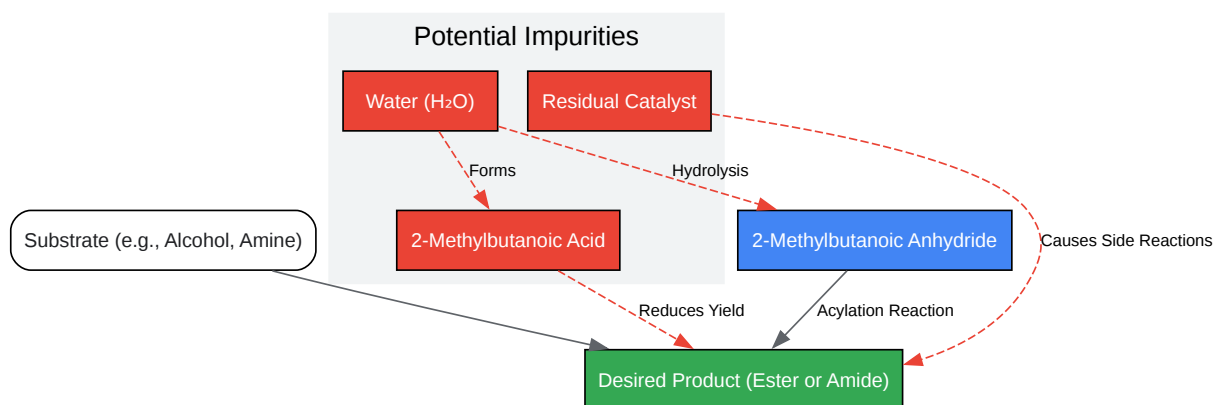 Potential Impurities
Water (H₂O)
Residual Catalyst
Forms
Hydrolysis
Substrate (e.g., Alcohol, Amine)
2-Methylbutanoic Acid
2-Methylbutanoic Anhydride
Causes Side Reactions
Reduces Yield
Acylation Reaction
Desired Product (Ester or Amide)